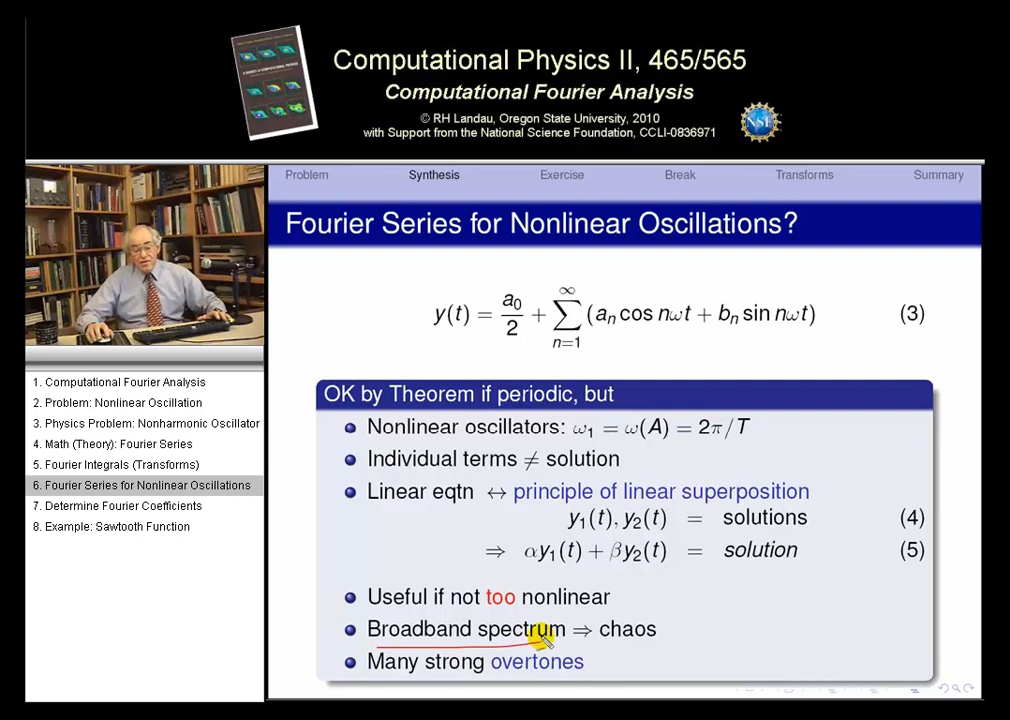 Computational Physics II, 465/565
Computational Fourier Analysis
© RH Landau, Oregon State University, 2010
with Support from the National Science Foundation, CCLI-0836971
NSF
Problem Synthesis Exercise Break Transforms Summary
Fourier Series for Nonlinear Oscillations?
y(t) = a₀/2 + ∑_{n=1}^{∞} (aₙ cos nωt + bₙ sin nωt) (3)
OK by Theorem if periodic, but
Nonlinear oscillators: ω₁ = ω(A) = 2π/T
Individual terms ≠ solution
Linear eqtn ↔ principle of linear superposition
y₁(t), y₂(t) = solutions (4)
⇒ αy₁(t) + βy₂(t) = solution (5)
Useful if not too nonlinear
Broadband spectrum ⇒ chaos
Many strong overtones
1. Computational Fourier Analysis
2. Problem: Nonlinear Oscillation
3. Physics Problem: Nonharmonic Oscillator
4. Math (Theory): Fourier Series
5. Fourier Integrals (Transforms)
6. Fourier Series for Nonlinear Oscillations
7. Determine Fourier Coefficients
8. Example: Sawtooth Function